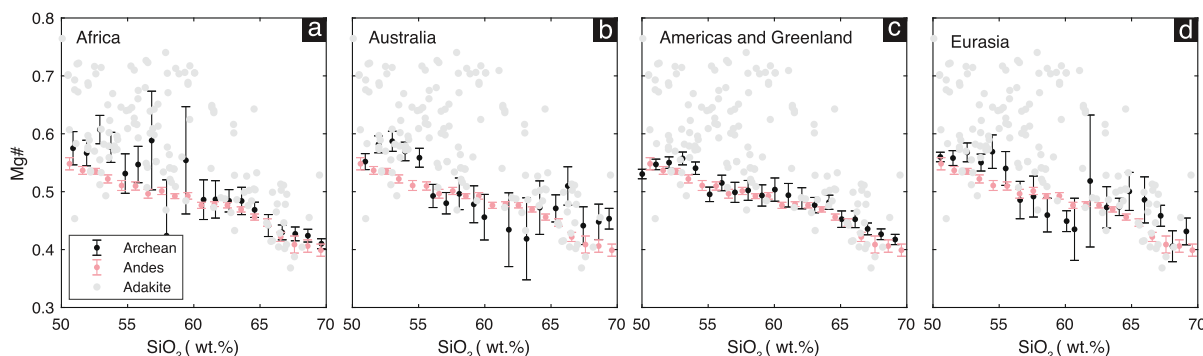 a b c d
Africa Australia Americas and Greenland Eurasia
0.8
0.7
0.6
0.5
0.4
0.3
Mg#
Archean
Andes
Adakite
50 55 60 65 70 50 55 60 65 70 50 55 60 65 70 50 55 60 65 70
SiO2 ( wt.%) SiO2 ( wt.%) SiO2 ( wt.%) SiO2 ( wt.%)